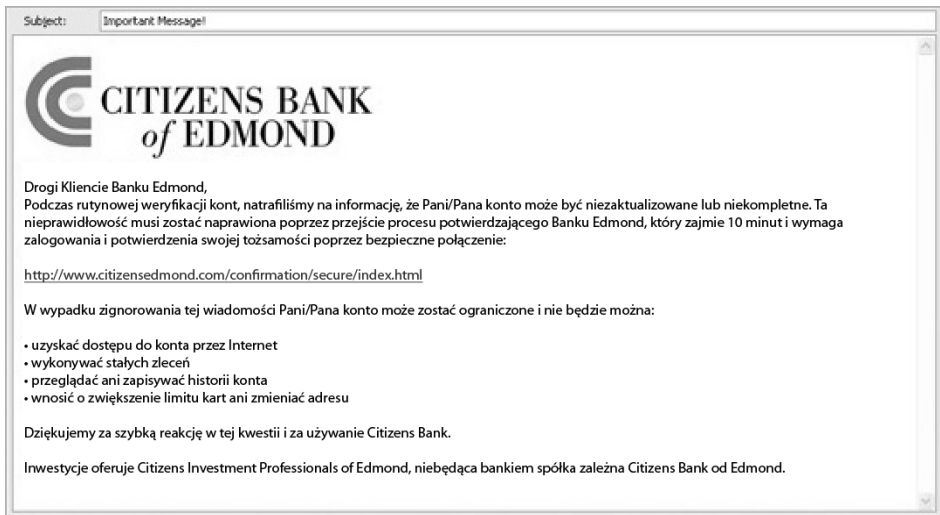 Subject: Important Message!
CITIZENS BANK
of EDMOND
Drogi Kliencie Banku Edmond,
Podczas rutynowej weryfikacji kont, natrafiliśmy na informację, że Pani/Pana konto może być niezaktualizowane lub niekompletne. Ta
nieprawidłowość musi zostać naprawiona poprzez przejście procesu potwierdzającego Banku Edmond, który zajmie 10 minut i wymaga
zalogowania i potwierdzenia swojej tożsamości poprzez bezpieczne połączenie:
http://www.citizensedmond.com/confirmation/secure/index.html
W wypadku zignorowania tej wiadomości Pani/Pana konto może zostać ograniczone i nie będzie można:
• uzyskać dostępu do konta przez Internet
• wykonywać stałych zleceń
• przeglądać ani zapisywać historii konta
• wnosić o zwiększenie limitu kart ani zmieniać adresu
Dziękujemy za szybką reakcję w tej kwestii i za używanie Citizens Bank.
Inwestycje oferuje Citizens Investment Professionals of Edmond, niebędąca bankiem spółka zależna Citizens Bank od Edmond.